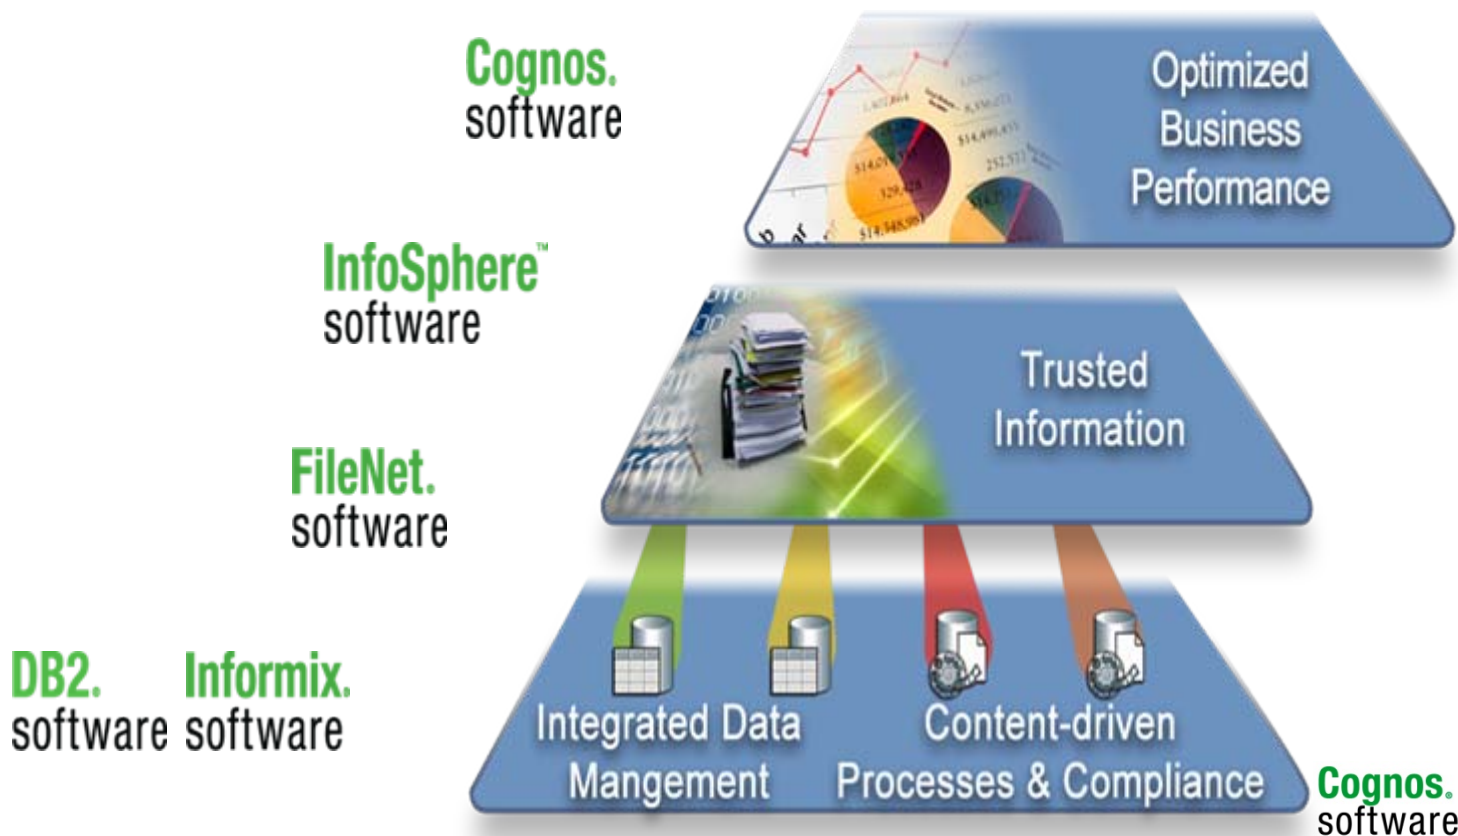 Cognos.
software
Optimized
Business
Performance
InfoSphere™
software
Trusted
Information
FileNet.
software
DB2.
software
Informix.
software
Integrated Data
Mangement
Content-driven
Processes & Compliance
Cognos.
software